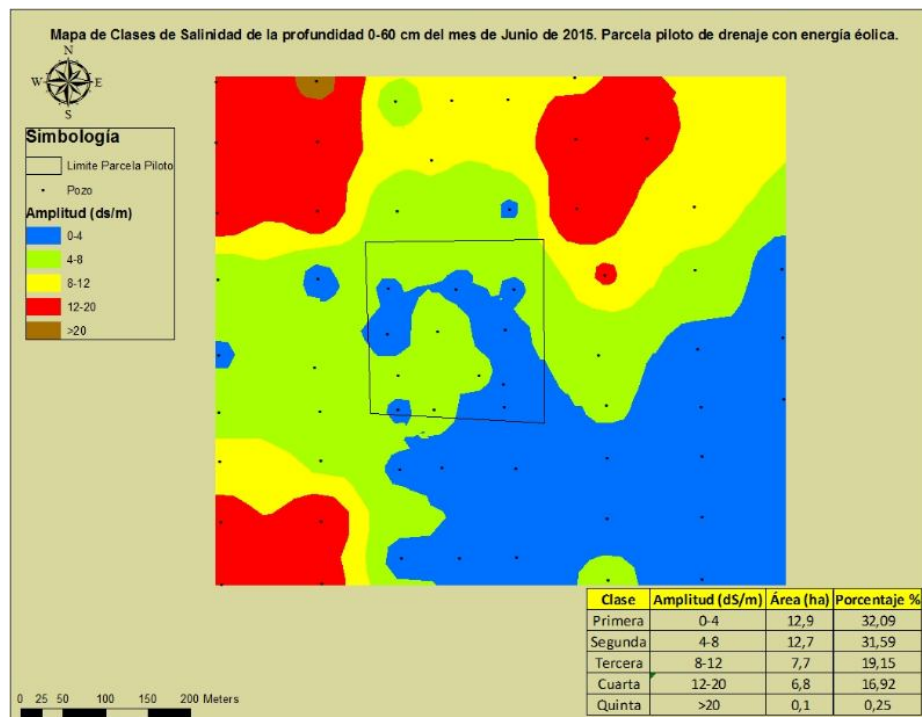 Mapa de Clases de Salinidad de la profundidad 0-60 cm del mes de Junio de 2015. Parcela piloto de drenaje con energía éolica.
N
W E
S
Simbología
Limite Parcela Piloto
Pozo
Amplitud (ds/m)
0-4
4-8
8-12
12-20
>20
Clase Amplitud (dS/m) Área (ha) Porcentaje %
Primera 0-4 12,9 32,09
Segunda 4-8 12,7 31,59
Tercera 8-12 7,7 19,15
Cuarta 12-20 6,8 16,92
Quinta >20 0,1 0,25
0 25 50 100 150 200 Meters